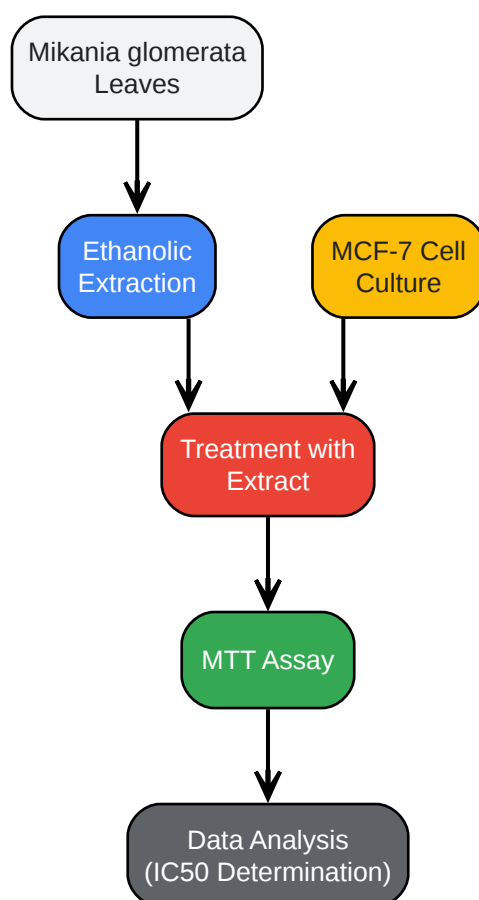 Mikania glomerata
Leaves
Ethanolic
Extraction
MCF-7 Cell
Culture
Treatment with
Extract
MTT Assay
Data Analysis
(IC50 Determination)